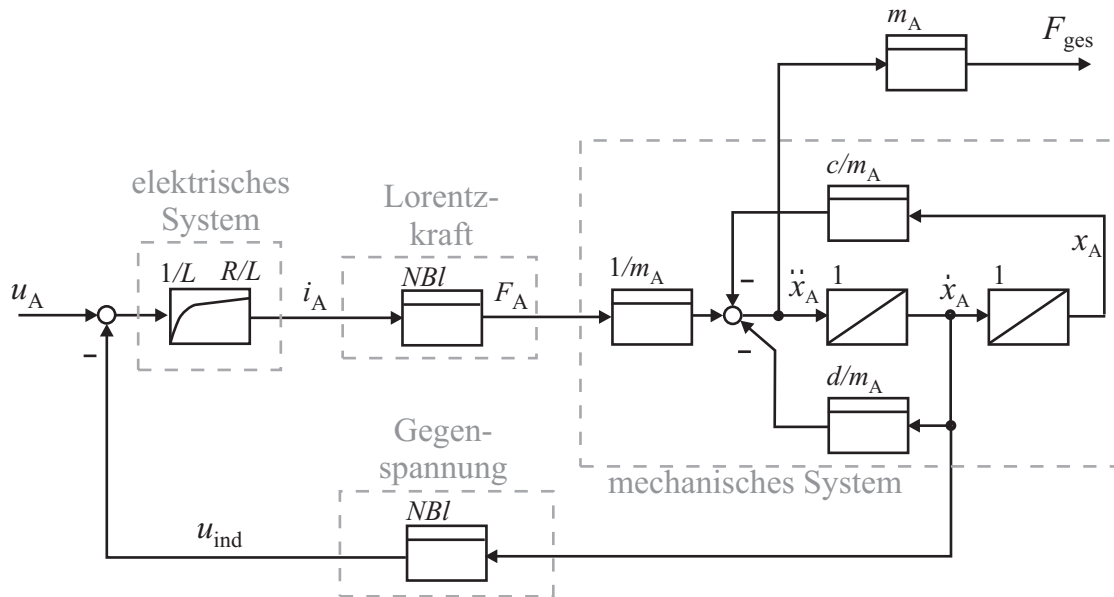 m_A
F_ges
c/m_A
elektrisches
System
Lorentz-
kraft
x_A
1/L R/L
NBl
1/m_A
u_A
i_A
F_A
–
ẍ_A
1
ẋ_A
1
–
–
d/m_A
Gegen-
spannung
mechanisches System
NBl
u_ind